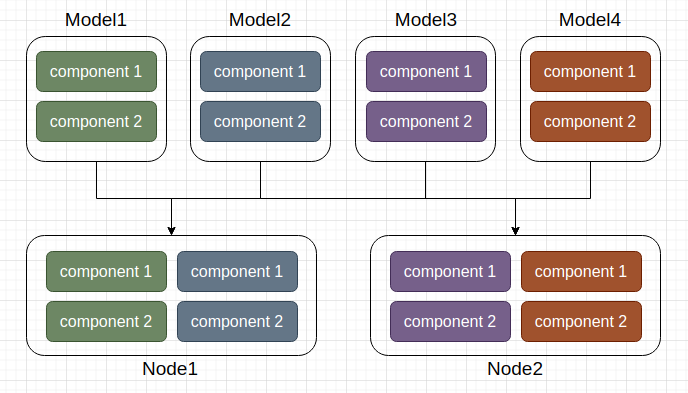 Model1 Model2 Model3 Model4
component 1 component 1 component 1 component 1
component 2 component 2 component 2 component 2
component 1 component 1 component 1 component 1
component 2 component 2 component 2 component 2
Node1 Node2